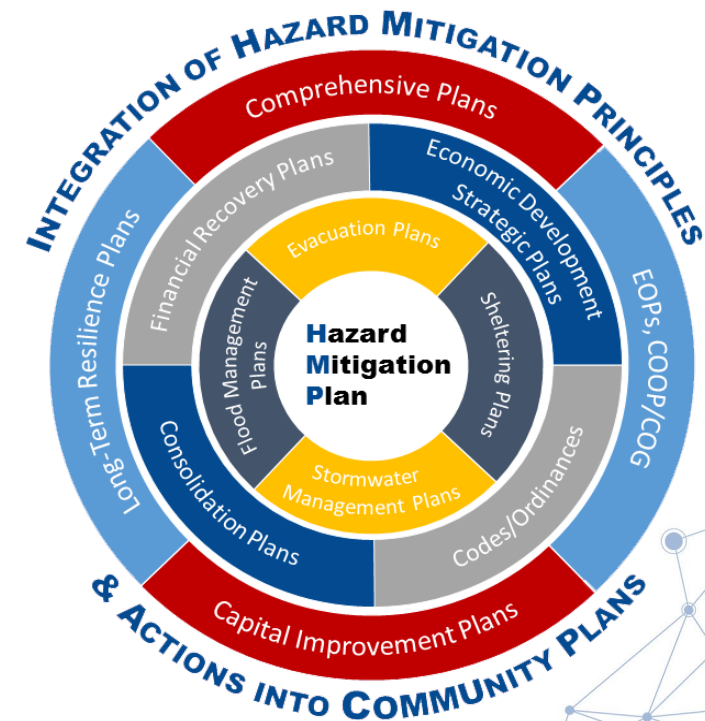 INTEGRATION OF HAZARD MITIGATION PRINCIPLES
Comprehensive Plans
Financial Recovery Plans
Economic Development
Strategic Plans
Evacuation Plans
Long-Term Resilience Plans
Flood Management
Plans
Hazard
Mitigation
Plan
Sheltering Plans
EOPs, COOP/COG
Consolidation Plans
Stormwater
Management Plans
Codes/Ordinances
Capital Improvement Plans
& ACTIONS INTO COMMUNITY PLANS